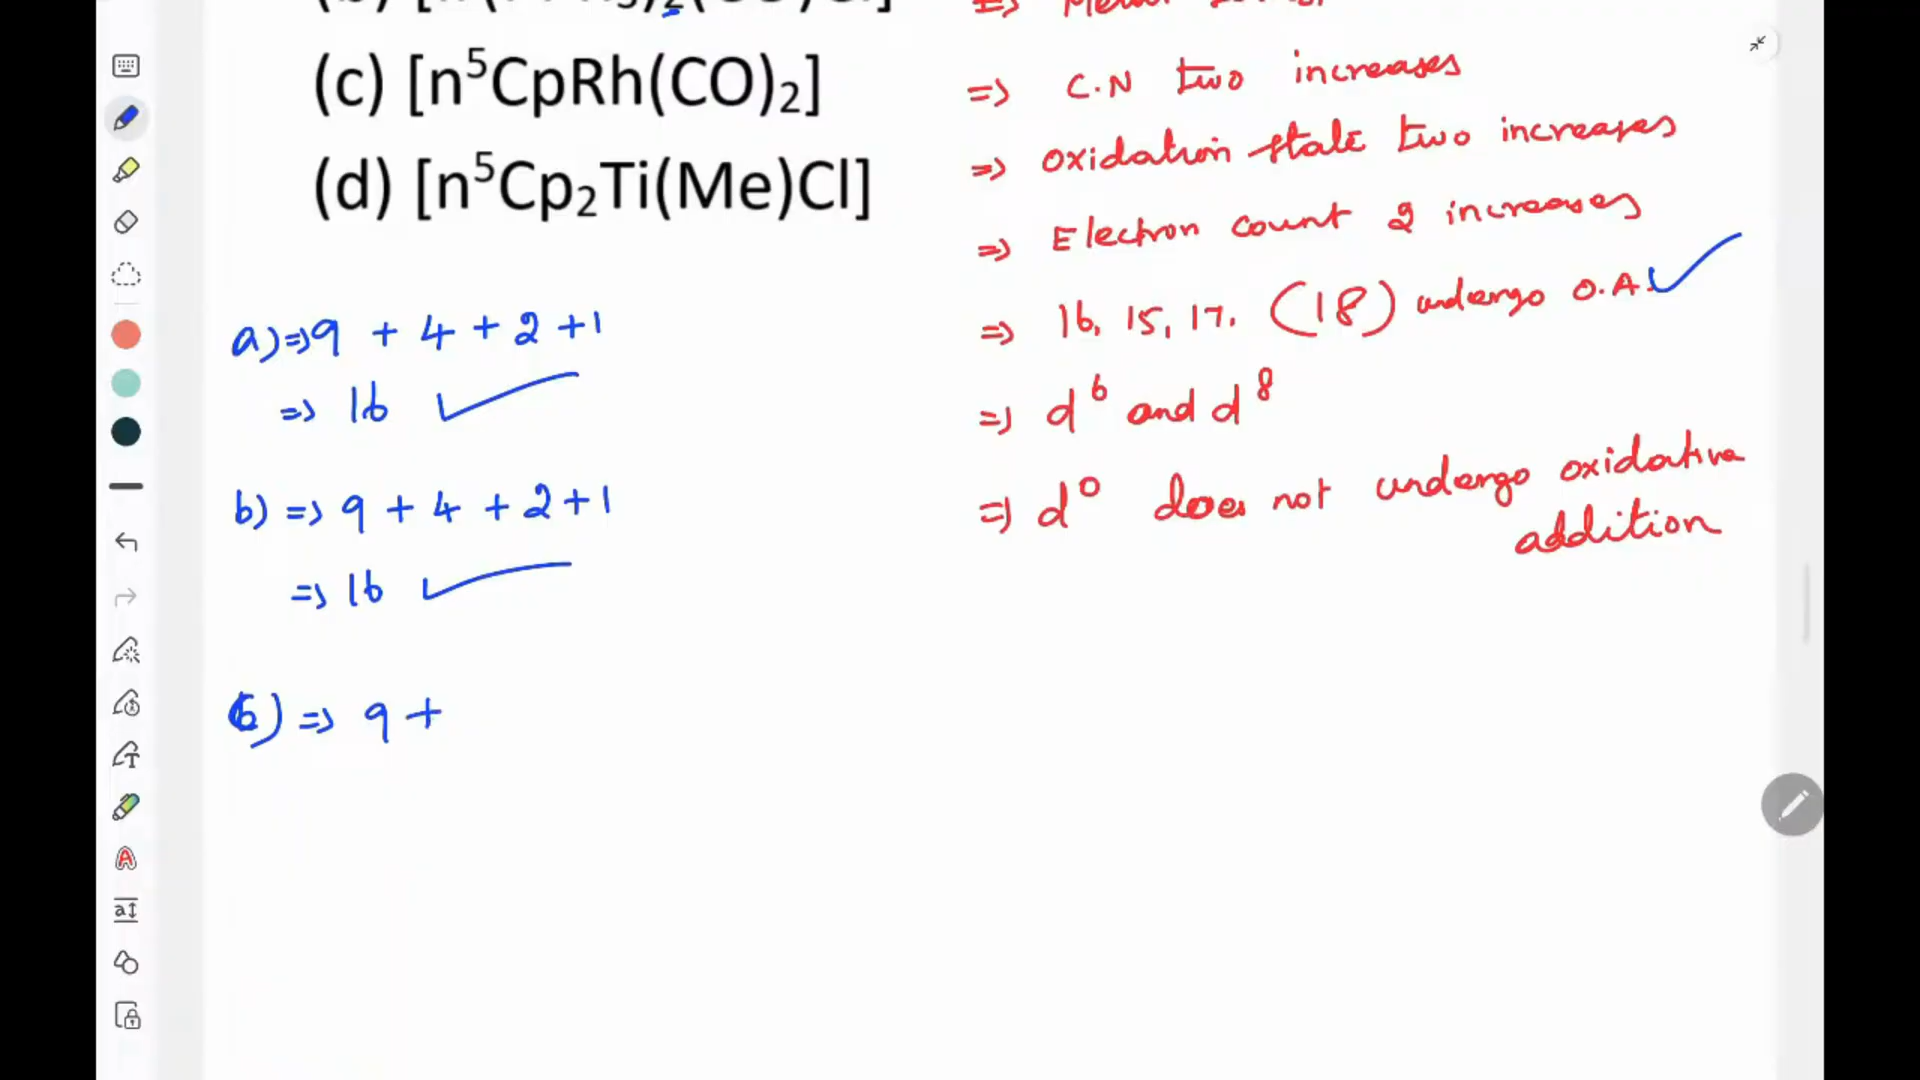 (c) [n⁵CpRh(CO)₂]
(d) [n⁵Cp₂Ti(Me)Cl]
=> C.N two increases
=> oxidation state two increases
=> Electron count 2 increases
=> 16, 15, 17. (18) undergo O.A.
=> d⁶ and d⁸
=> d⁰ does not undergo oxidative
addition
a) => 9 + 4 + 2 + 1
=> 16
b) => 9 + 4 + 2 + 1
=> 16
c) => 9 +